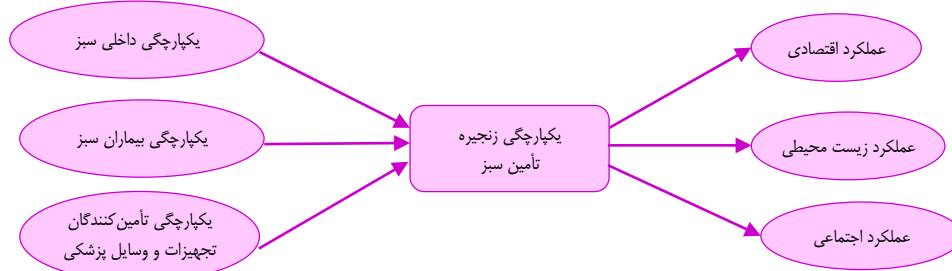 یکپارچگی داخلی سبز
یکپارچگی بیماران سبز
یکپارچگی تأمین‌کنندگان
تجهیزات و وسایل پزشکی
یکپارچگی زنجیره
تأمین سبز
عملکرد اقتصادی
عملکرد زیست محیطی
عملکرد اجتماعی